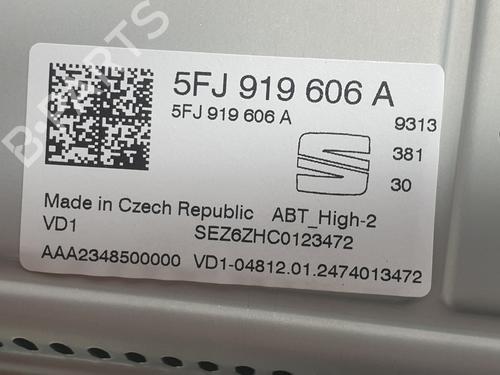 B-PARTS
5FJ 919 606 A
5FJ 919 606 A
9313
381
30
Made in Czech Republic ABT_High-2
VD1 SEZ6ZHC0123472
AAA2348500000 VD1-04812.01.2474013472